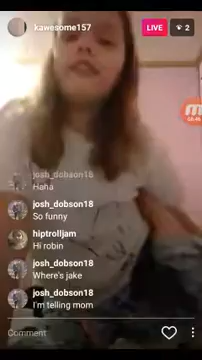 kawesome157
LIVE
2
josh_dobson18
Haha
josh_dobson18
So funny
hiptrolljam
Hi robin
josh_dobson18
Where's jake
josh_dobson18
I'm telling mom
Comment